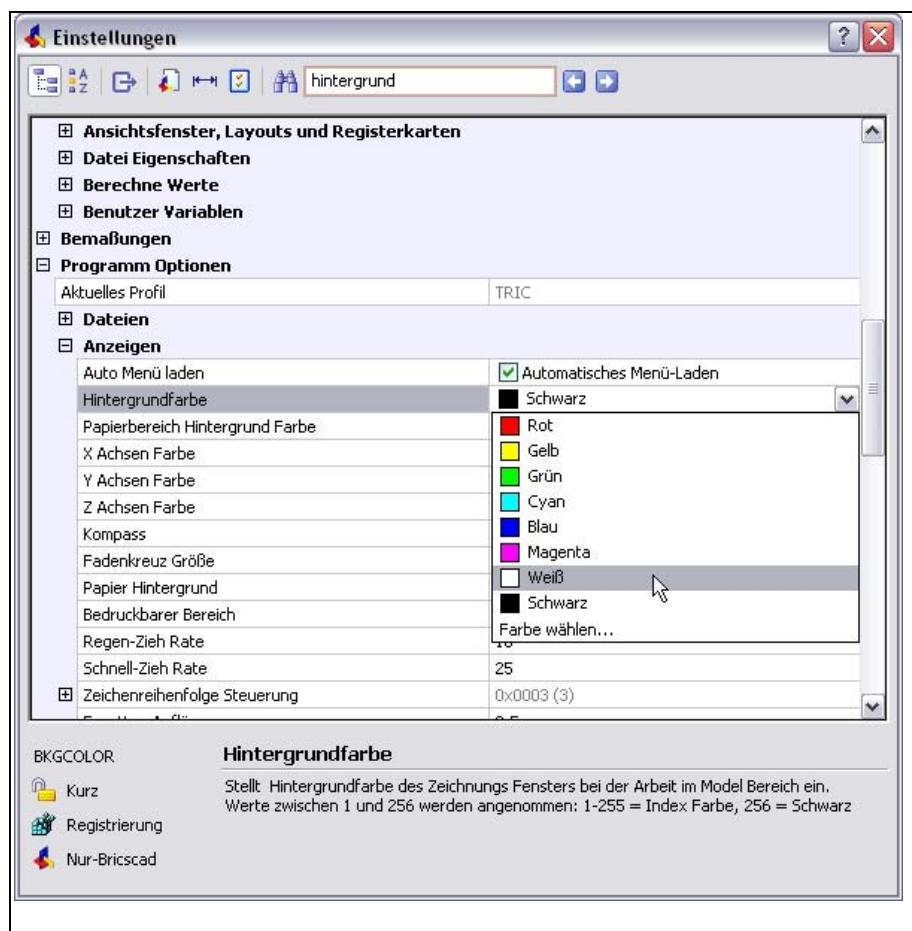 Einstellungen
hintergrund
Ansichtsfenster, Layouts und Registerkarten
Datei Eigenschaften
Berechne Werte
Benutzer Variablen
Bemaßungen
Programm Optionen
Aktuelles Profil TRIC
Dateien
Anzeigen
Auto Menü laden Automatisches Menü-Laden
Hintergrundfarbe Schwarz
Papierbereich Hintergrund Farbe Rot
X Achsen Farbe Gelb
Y Achsen Farbe Grün
Z Achsen Farbe Cyan
Kompass Blau
Fadenkreuz Größe Magenta
Papier Hintergrund Weiß
Bedruckbarer Bereich Schwarz
Regen-Zieh Rate Farbe wählen...
Schnell-Zieh Rate 25
Zeichenreihenfolge Steuerung 0x0003 (3)
BKGCOLOR Hintergrundfarbe
Kurz Stellt Hintergrundfarbe des Zeichnungs Fensters bei der Arbeit im Model Bereich ein.
Werte zwischen 1 und 256 werden angenommen: 1-255 = Index Farbe, 256 = Schwarz
Registrierung
Nur-Bricscad